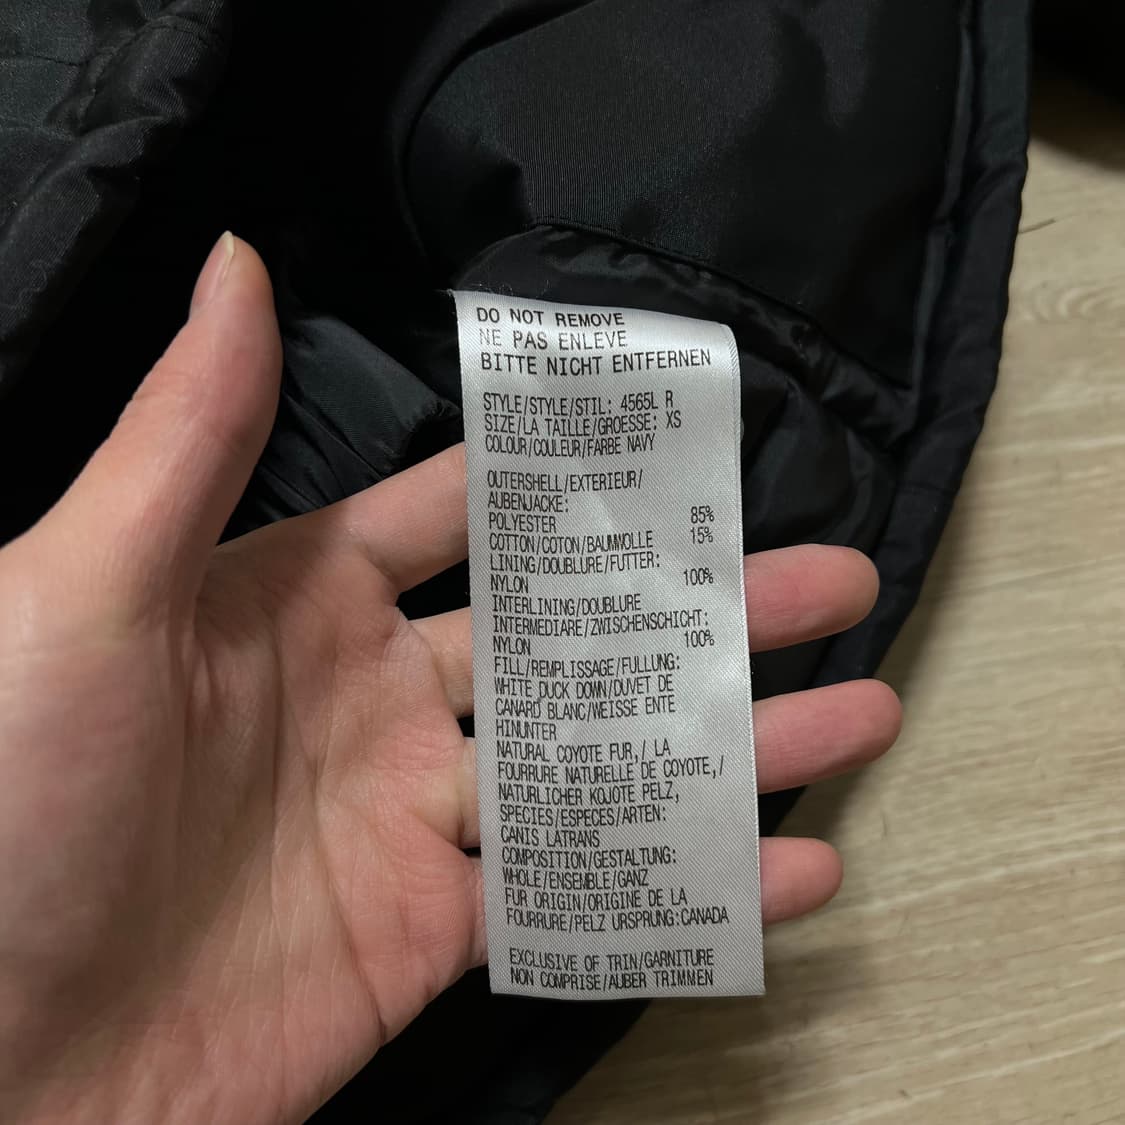 DO NOT REMOVE
NE PAS ENLEVE
BITTE NICHT ENTFERNEN
STYLE/STYLE/STIL: 4565L R
SIZE/LA TAILLE/GROESSE: XS
COLOUR/COULEUR/FARBE NAVY
OUTERSHELL/EXTERIEUR/
AUBENJACKE:
POLYESTER 85%
COTTON/COTON/BAUMWOLLE 15%
LINING/DOUBLURE/FUTTER:
NYLON 100%
INTERLINING/DOUBLURE
INTERMEDIARE/ZWISCHENSCHICHT:
NYLON 100%
FILL/REMPLISSAGE/FULLUNG:
WHITE DUCK DOWN/DUVET DE
CANARD BLANC/WEISSE ENTE
HINUNTER
NATURAL COYOTE FUR,/ LA
FOURRURE NATURELLE DE COYOTE,/
NATURLICHER KOJOTE PELZ,
SPECIES/ESPECES/ARTEN:
CANIS LATRANS
COMPOSITION/GESTALTUNG:
WHOLE/ENSEMBLE/GANZ
FUR ORIGIN/ORIGINE DE LA
FOURRURE/PELZ URSPRUNG:CANADA
EXCLUSIVE OF TRIN/GARNITURE
NON COMPRISE/AUBER TRIMMEN